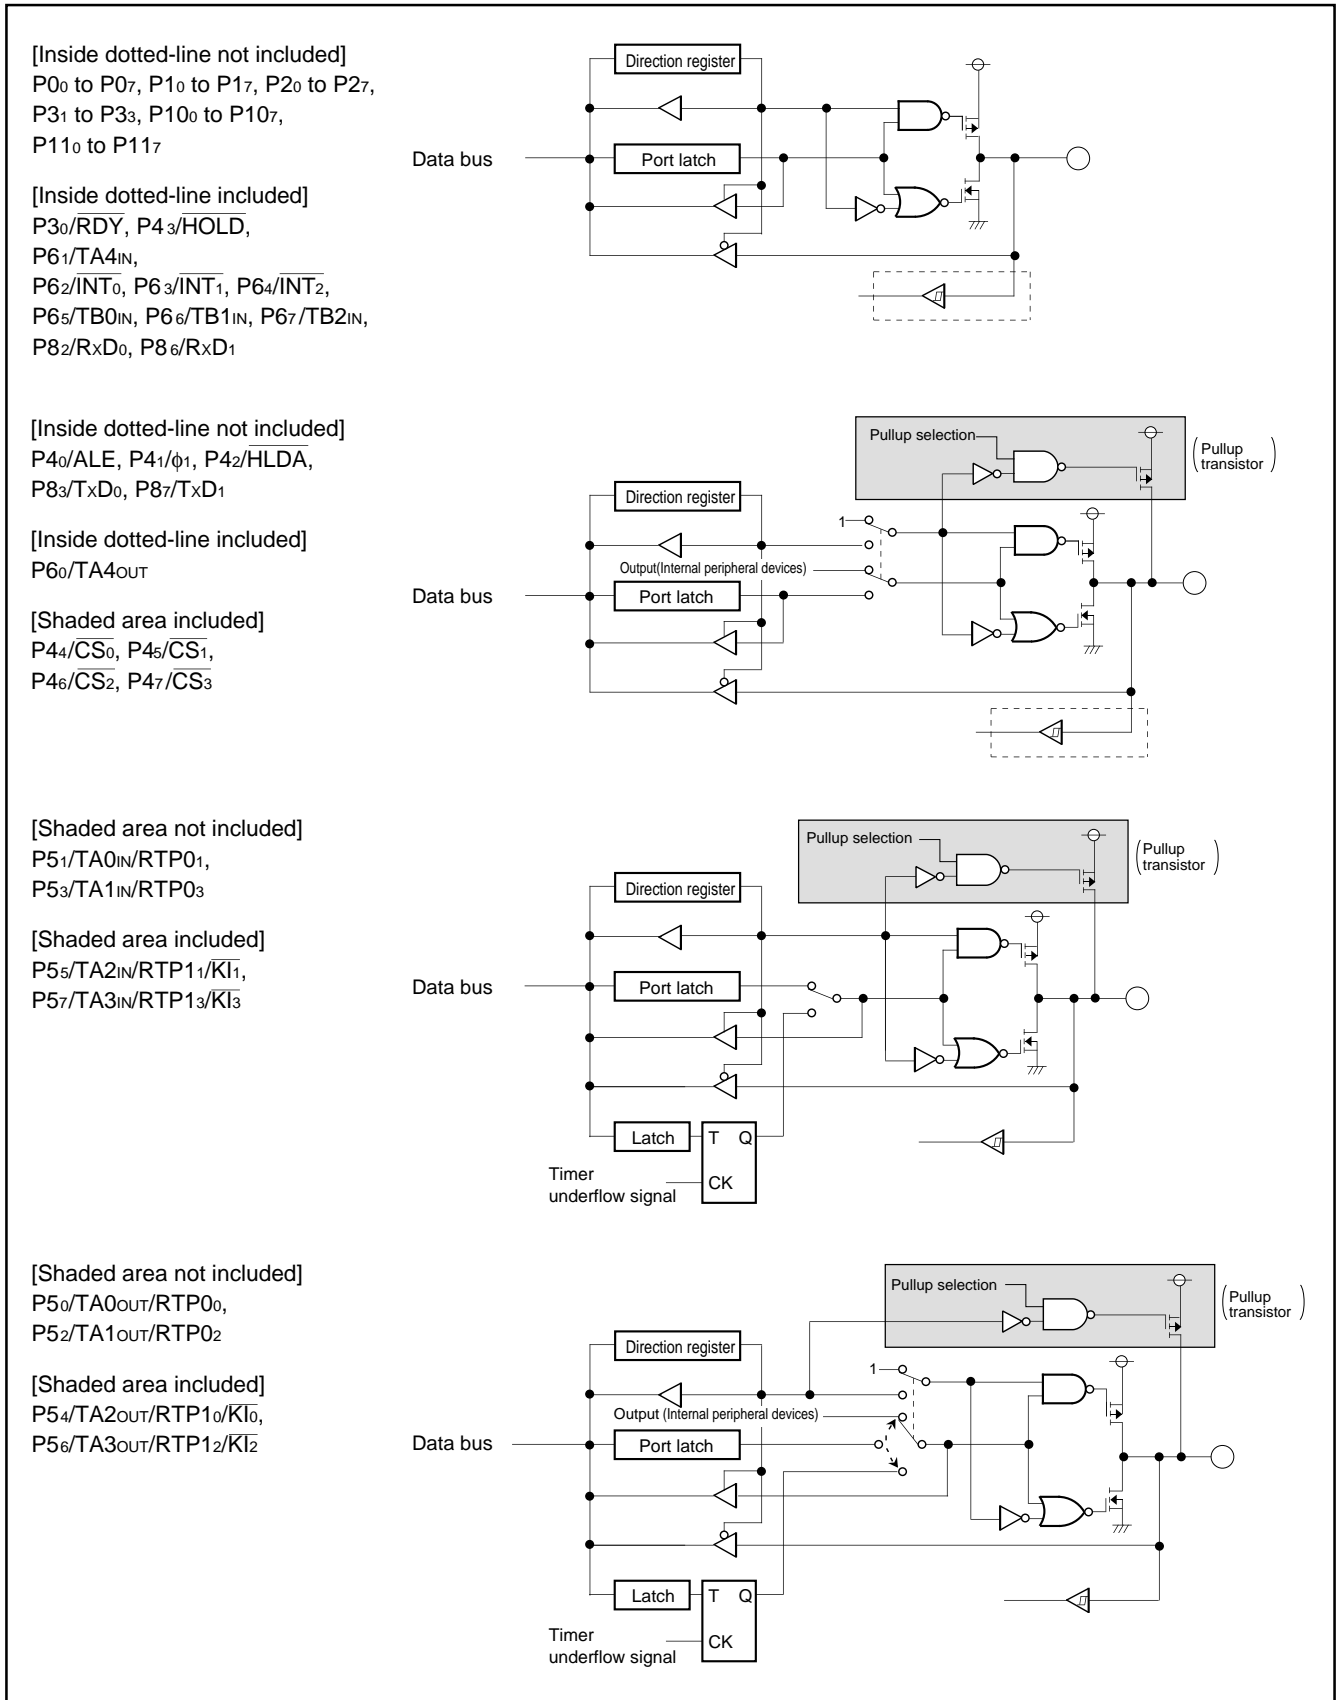 [Inside dotted-line not included]
P00 to P07, P10 to P17, P20 to P27,
P31 to P33, P100 to P107,
P110 to P117
[Inside dotted-line included]
P30/RDY, P43/HOLD,
P61/TA4IN,
P62/INT0, P63/INT1, P64/INT2,
P65/TB0IN, P66/TB1IN, P67/TB2IN,
P82/RxD0, P86/RxD1
Direction register
Data bus
Port latch
[Inside dotted-line not included]
P40/ALE, P41/ϕ1, P42/HLDA,
P83/TxD0, P87/TxD1
[Inside dotted-line included]
P60/TA4OUT
[Shaded area included]
P44/CS0, P45/CS1,
P46/CS2, P47/CS3
Pullup selection
(Pullup
transistor)
Direction register
1
Output(Internal peripheral devices)
Data bus
Port latch
[Shaded area not included]
P51/TA0IN/RTP01,
P53/TA1IN/RTP03
[Shaded area included]
P55/TA2IN/RTP11/KI1,
P57/TA3IN/RTP13/KI3
Pullup selection
(Pullup
transistor)
Direction register
Data bus
Port latch
Latch
T Q
CK
Timer
underflow signal
[Shaded area not included]
P50/TA0OUT/RTP00,
P52/TA1OUT/RTP02
[Shaded area included]
P54/TA2OUT/RTP10/KI0,
P56/TA3OUT/RTP12/KI2
Pullup selection
(Pullup
transistor)
Direction register
1
Output (Internal peripheral devices)
Data bus
Port latch
Latch
T Q
CK
Timer
underflow signal